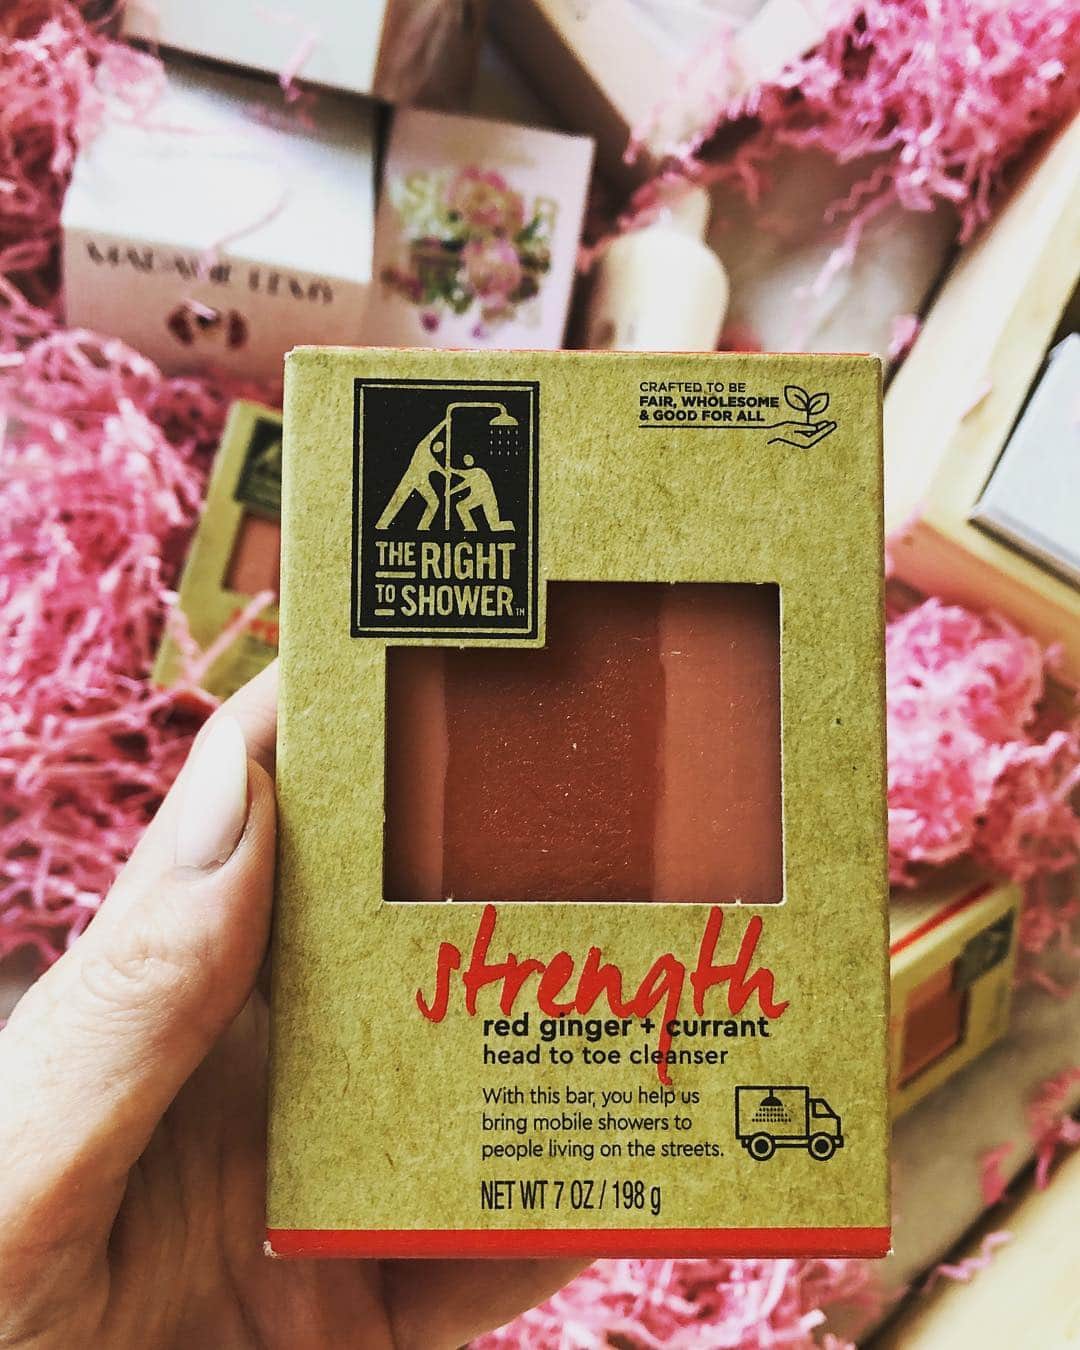 CRAFTED TO BE
FAIR, WHOLESOME
& GOOD FOR ALL
THE RIGHT
TO SHOWER™
strength
red ginger + currant
head to toe cleanser
With this bar, you help us
bring mobile showers to
people living on the streets.
NET WT 7 OZ / 198 g